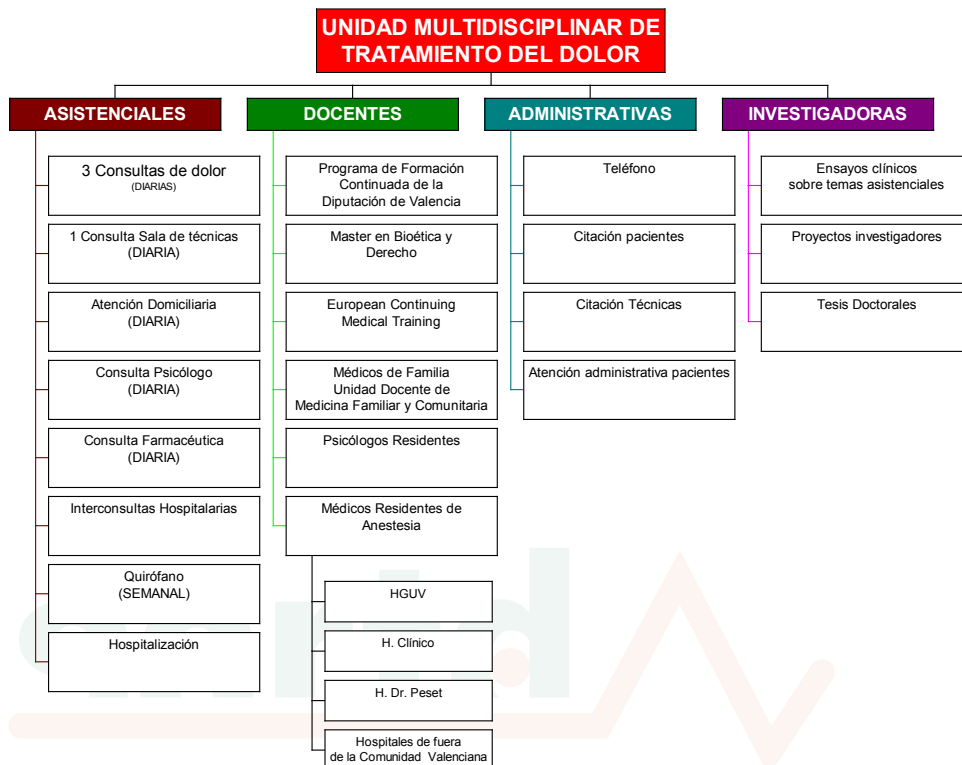 UNIDAD MULTIDISCIPLINAR DE
TRATAMIENTO DEL DOLOR
ASISTENCIALES
3 Consultas de dolor
(DIARIAS)
1 Consulta Sala de técnicas
(DIARIA)
Atención Domiciliaria
(DIARIA)
Consulta Psicólogo
(DIARIA)
Consulta Farmacéutica
(DIARIA)
Interconsultas Hospitalarias
Quirófano
(SEMANAL)
Hospitalización
DOCENTES
Programa de Formación
Continuada de la
Diputación de Valencia
Master en Bioética y
Derecho
European Continuing
Medical Training
Médicos de Familia
Unidad Docente de
Medicina Familiar y Comunitaria
Psicólogos Residentes
Médicos Residentes de
Anestesia
HGUV
H. Clínico
H. Dr. Peset
Hospitales de fuera
de la Comunidad Valenciana
ADMINISTRATIVAS
Teléfono
Citación pacientes
Citación Técnicas
Atención administrativa pacientes
INVESTIGADORAS
Ensayos clínicos
sobre temas asistenciales
Proyectos investigadores
Tesis Doctorales